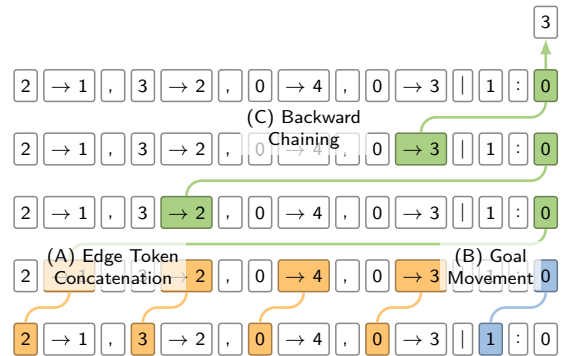 3
2 → 1 , 3 → 2 , 0 → 4 , 0 → 3 | 1 : 0
(C) Backward
Chaining
2 → 1 , 3 → 2 , 0 → 4 , 0 → 3 | 1 : 0
2 → 1 , 3 → 2 , 0 → 4 , 0 → 3 | 1 : 0
(A) Edge Token
Concatenation
(B) Goal
Movement
2 → 1 , 3 → 2 , 0 → 4 , 0 → 3 | 1 : 0
2 → 1 , 3 → 2 , 0 → 4 , 0 → 3 | 1 : 0